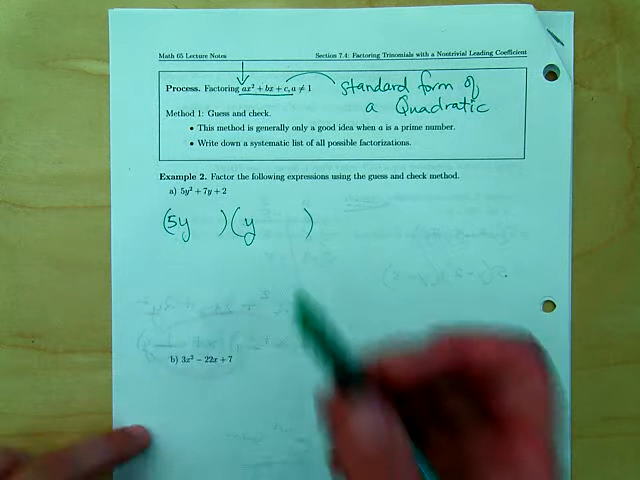 Math 65 Lecture Notes Section 7.4: Factoring Trinomials with a Nontrivial Leading Coefficient
Process. Factoring ax² + bx + c, a ≠ 1 standard form of
a Quadratic
Method 1: Guess and check.
• This method is generally only a good idea when a is a prime number.
• Write down a systematic list of all possible factorizations.
Example 2. Factor the following expressions using the guess and check method.
a) 5y² + 7y + 2
(5y )(y )
b) 3x² − 22x + 7